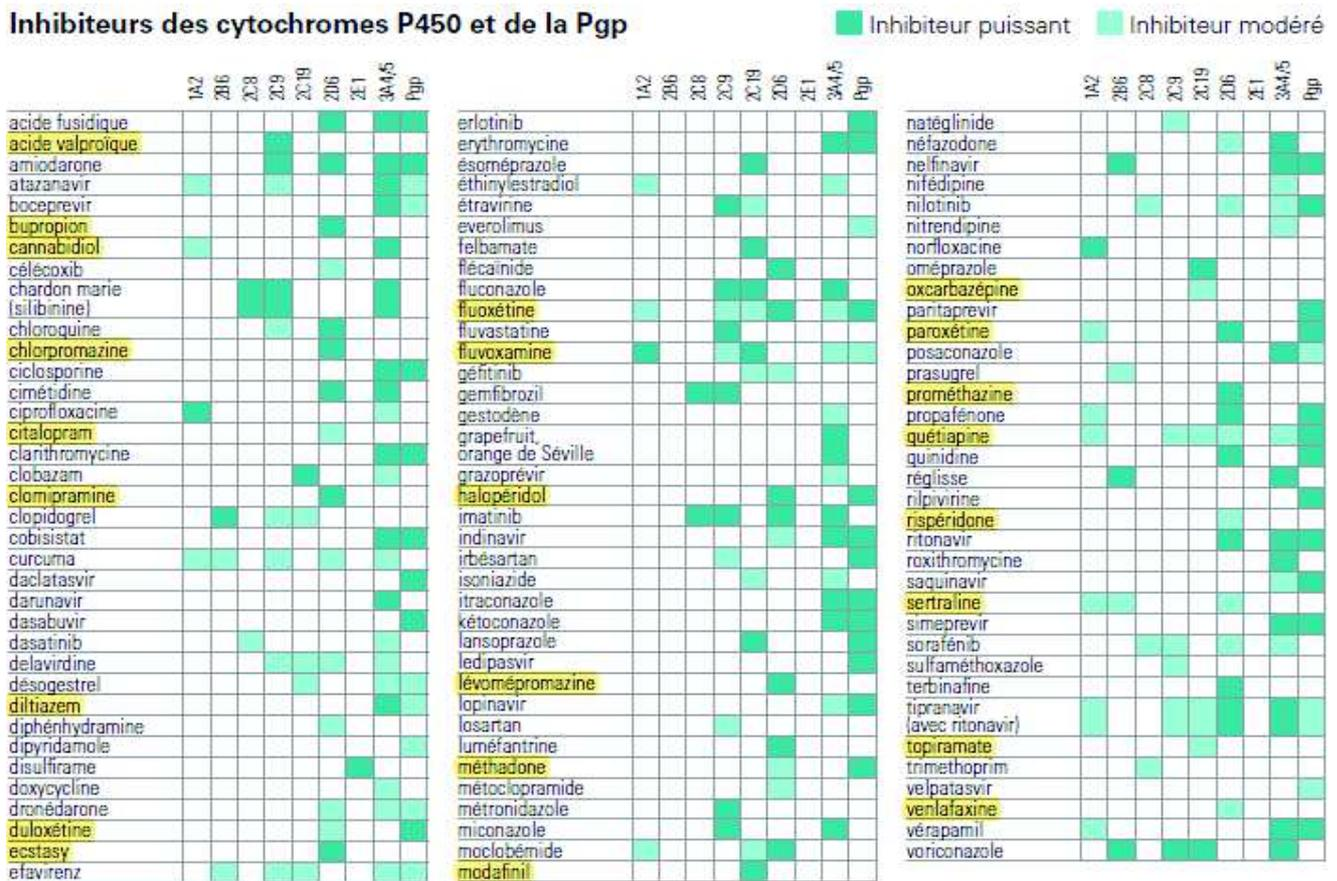 Inhibiteurs des cytochromes P450 et de la Pgp
Inhibiteur puissant
Inhibiteur modéré
1A2 2B6 2C8 2C9 2C19 2D6 2E1 3A4/5 Pgp
acide fusidique
acide valproïque
amiodarone
atazanavir
boceprevir
bupropion
cannabidiol
célécoxib
chardon marie
(silibinine)
chloroquine
chlorpromazine
ciclosporine
cimétidine
ciprofloxacine
citalopram
clarithromycine
clobazam
clomipramine
clopidogrel
cobisistat
curcuma
daclatasvir
darunavir
dasabuvir
dasatinib
delavirdine
désogestrel
diltiazem
diphénhydramine
dipyridamole
disulfirame
doxycycline
dronédarone
duloxétine
ecstasy
efavirenz
1A2 2B6 2C8 2C9 2C19 2D6 2E1 3A4/5 Pgp
erlotinib
erythromycine
ésoméprazole
éthinylestradiol
étravirine
everolimus
felbamate
flécaïnide
fluconazole
fluoxétine
fluvastatine
fluvoxamine
géfitinib
gemfibrozil
gestodène
grapefruit,
orange de Séville
grazoprévir
halopéridol
imatinib
indinavir
irbésartan
isoniazide
itraconazole
kétoconazole
lansoprazole
ledipasvir
lévomépromazine
lopinavir
losartan
luméfantrine
méthadone
métoclopramide
métronidazole
miconazole
moclobémide
modafinil
1A2 2B6 2C8 2C9 2C19 2D6 2E1 3A4/5 Pgp
natéglinide
néfazodone
nelfinavir
nifédipine
nilotinib
nitrendipine
norfloxacine
oméprazole
oxcarbazépine
paritaprevir
paroxétine
posaconazole
prasugrel
prométhazine
propafénone
quétiapine
quinidine
réglisse
rilpivirine
rispéridone
ritonavir
roxithromycine
saquinavir
sertraline
simeprevir
sorafénib
sulfaméthoxazole
terbinafine
tipranavir
(avec ritonavir)
topiramate
trimethoprim
velpatasvir
venlafaxine
vérapamil
voriconazole